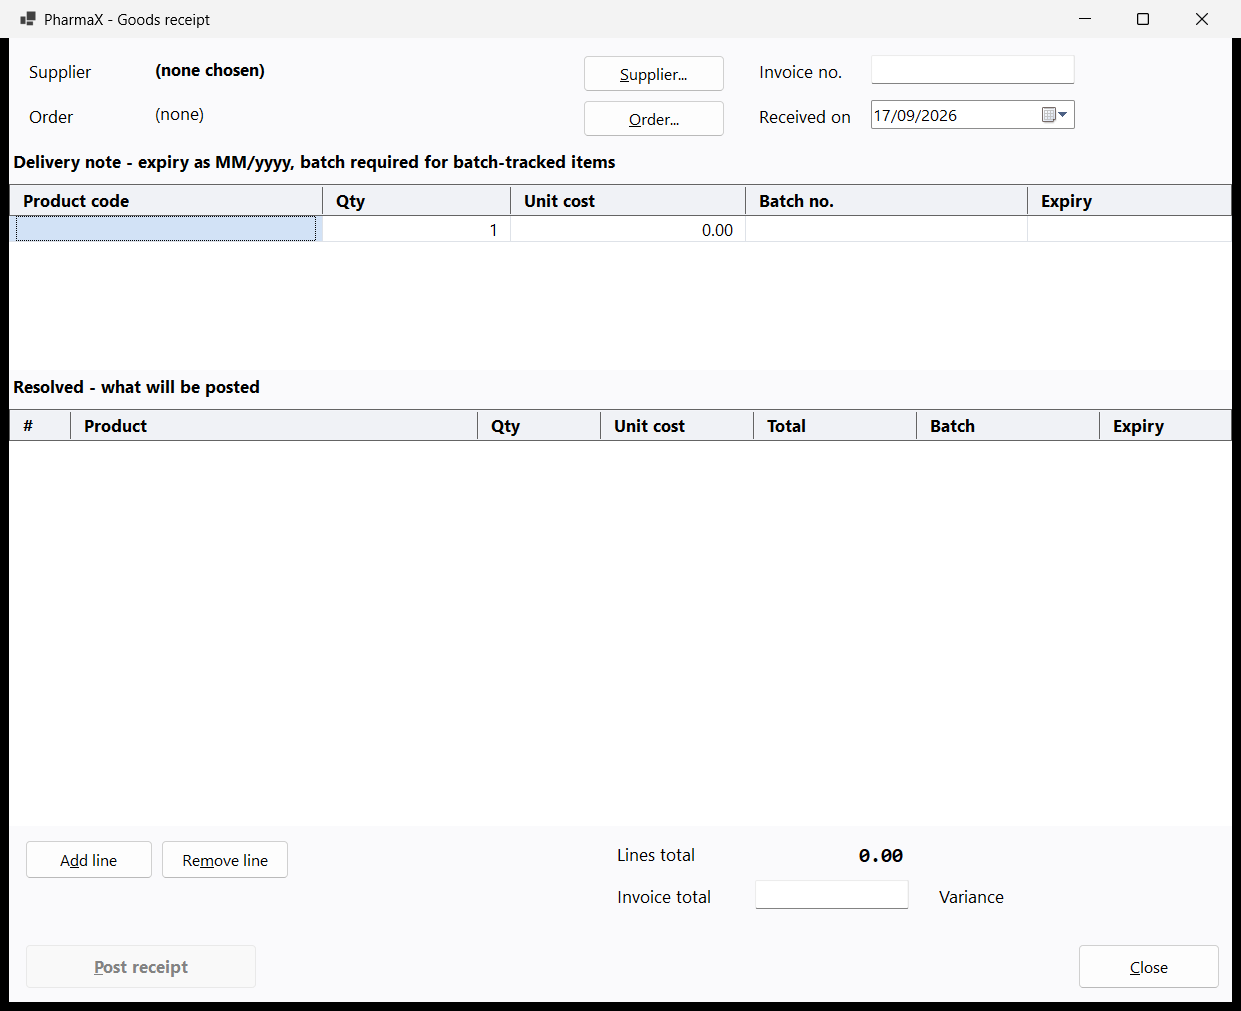 PharmaX - Goods receipt
Supplier (none chosen) Supplier... Invoice no.
Order (none) Order... Received on 17/09/2026
Delivery note - expiry as MM/yyyy, batch required for batch-tracked items
Product code Qty Unit cost Batch no. Expiry
1 0.00
Resolved - what will be posted
# Product Qty Unit cost Total Batch Expiry
Add line Remove line Lines total 0.00
Invoice total Variance
Post receipt Close